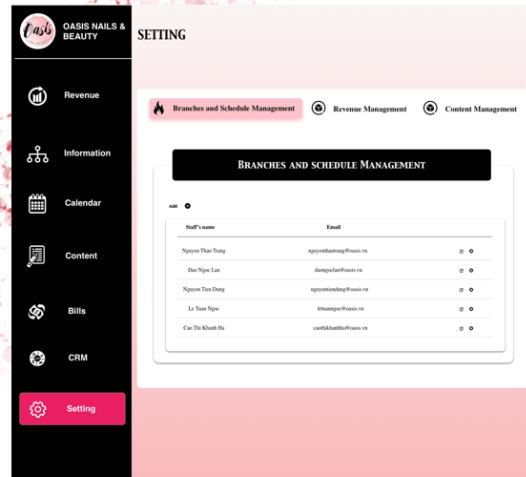 Oasis
OASIS NAILS &
BEAUTY
SETTING
Revenue
Information
Calendar
Content
Bills
CRM
Setting
Branches and Schedule Management
Revenue Management
Content Management
BRANCHES AND SCHEDULE MANAGEMENT
Add
Staff's name Email
Nguyen Thao Trang nguyenthaotrang@oasis.vn
Dao Ngoc Lan daongoclan@oasis.vn
Nguyen Tien Dung nguyentiendung@oasis.vn
Le Tuan Ngoc letuanngoc@oasis.vn
Cao Thi Khanh Ha caothikhanhha@oasis.vn